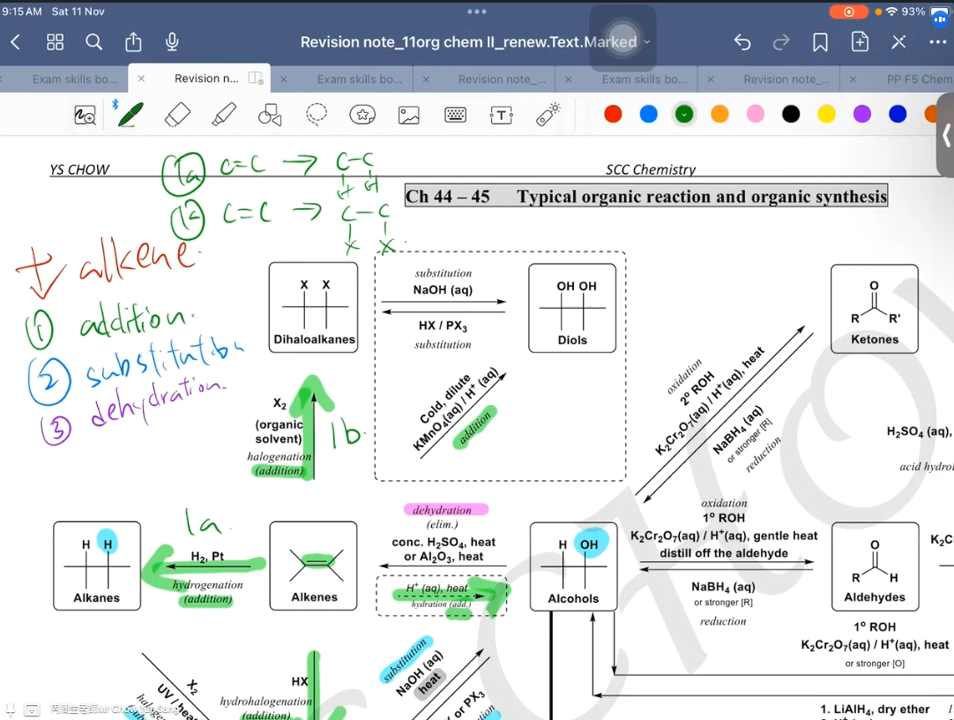 9:15 AM Sat 11 Nov
93%
Revision note_11org chem II_renew.Text.Marked
Exam skills bo...
Revision n...
Exam skills bo...
Revision note_...
Exam skills bo...
Revision note_...
PP F5 Chem
YS CHOW
SCC Chemistry
1a C=C → C-C
H H
Ch 44 – 45 Typical organic reaction and organic synthesis
C=C → C-C
X X
alkene
① addition.
② substitution
③ dehydration.
X X
Dihaloalkanes
substitution
NaOH (aq)
HX / PX₃
substitution
OH OH
Diols
O
R R'
Ketones
Cold, dilute
KMnO₄(aq) / H⁺ (aq)
addition
X₂
(organic
solvent)
halogenation
(addition)
1b.
oxidation
2° ROH
K₂Cr₂O₇(aq) / H⁺(aq), heat
NaBH₄ (aq)
or stronger [R]
reduction
H₂SO₄ (aq),
acid hydrol
1a.
H H
Alkanes
H₂, Pt
hydrogenation
(addition)
Alkenes
dehydration
(elim.)
conc. H₂SO₄, heat
or Al₂O₃, heat
H⁺ (aq), heat
hydration (add.)
H OH
Alcohols
oxidation
1° ROH
K₂Cr₂O₇(aq) / H⁺(aq), gentle heat
distill off the aldehyde
NaBH₄ (aq)
or stronger [R]
reduction
O
R H
Aldehydes
K₂C
1° ROH
K₂Cr₂O₇(aq) / H⁺(aq), heat
or stronger [O]
X₂
UV / hea
HX
hydrohalogenation
(addition)
substitution
NaOH (aq)
heat
or PX₃
1. LiAlH₄, dry ether